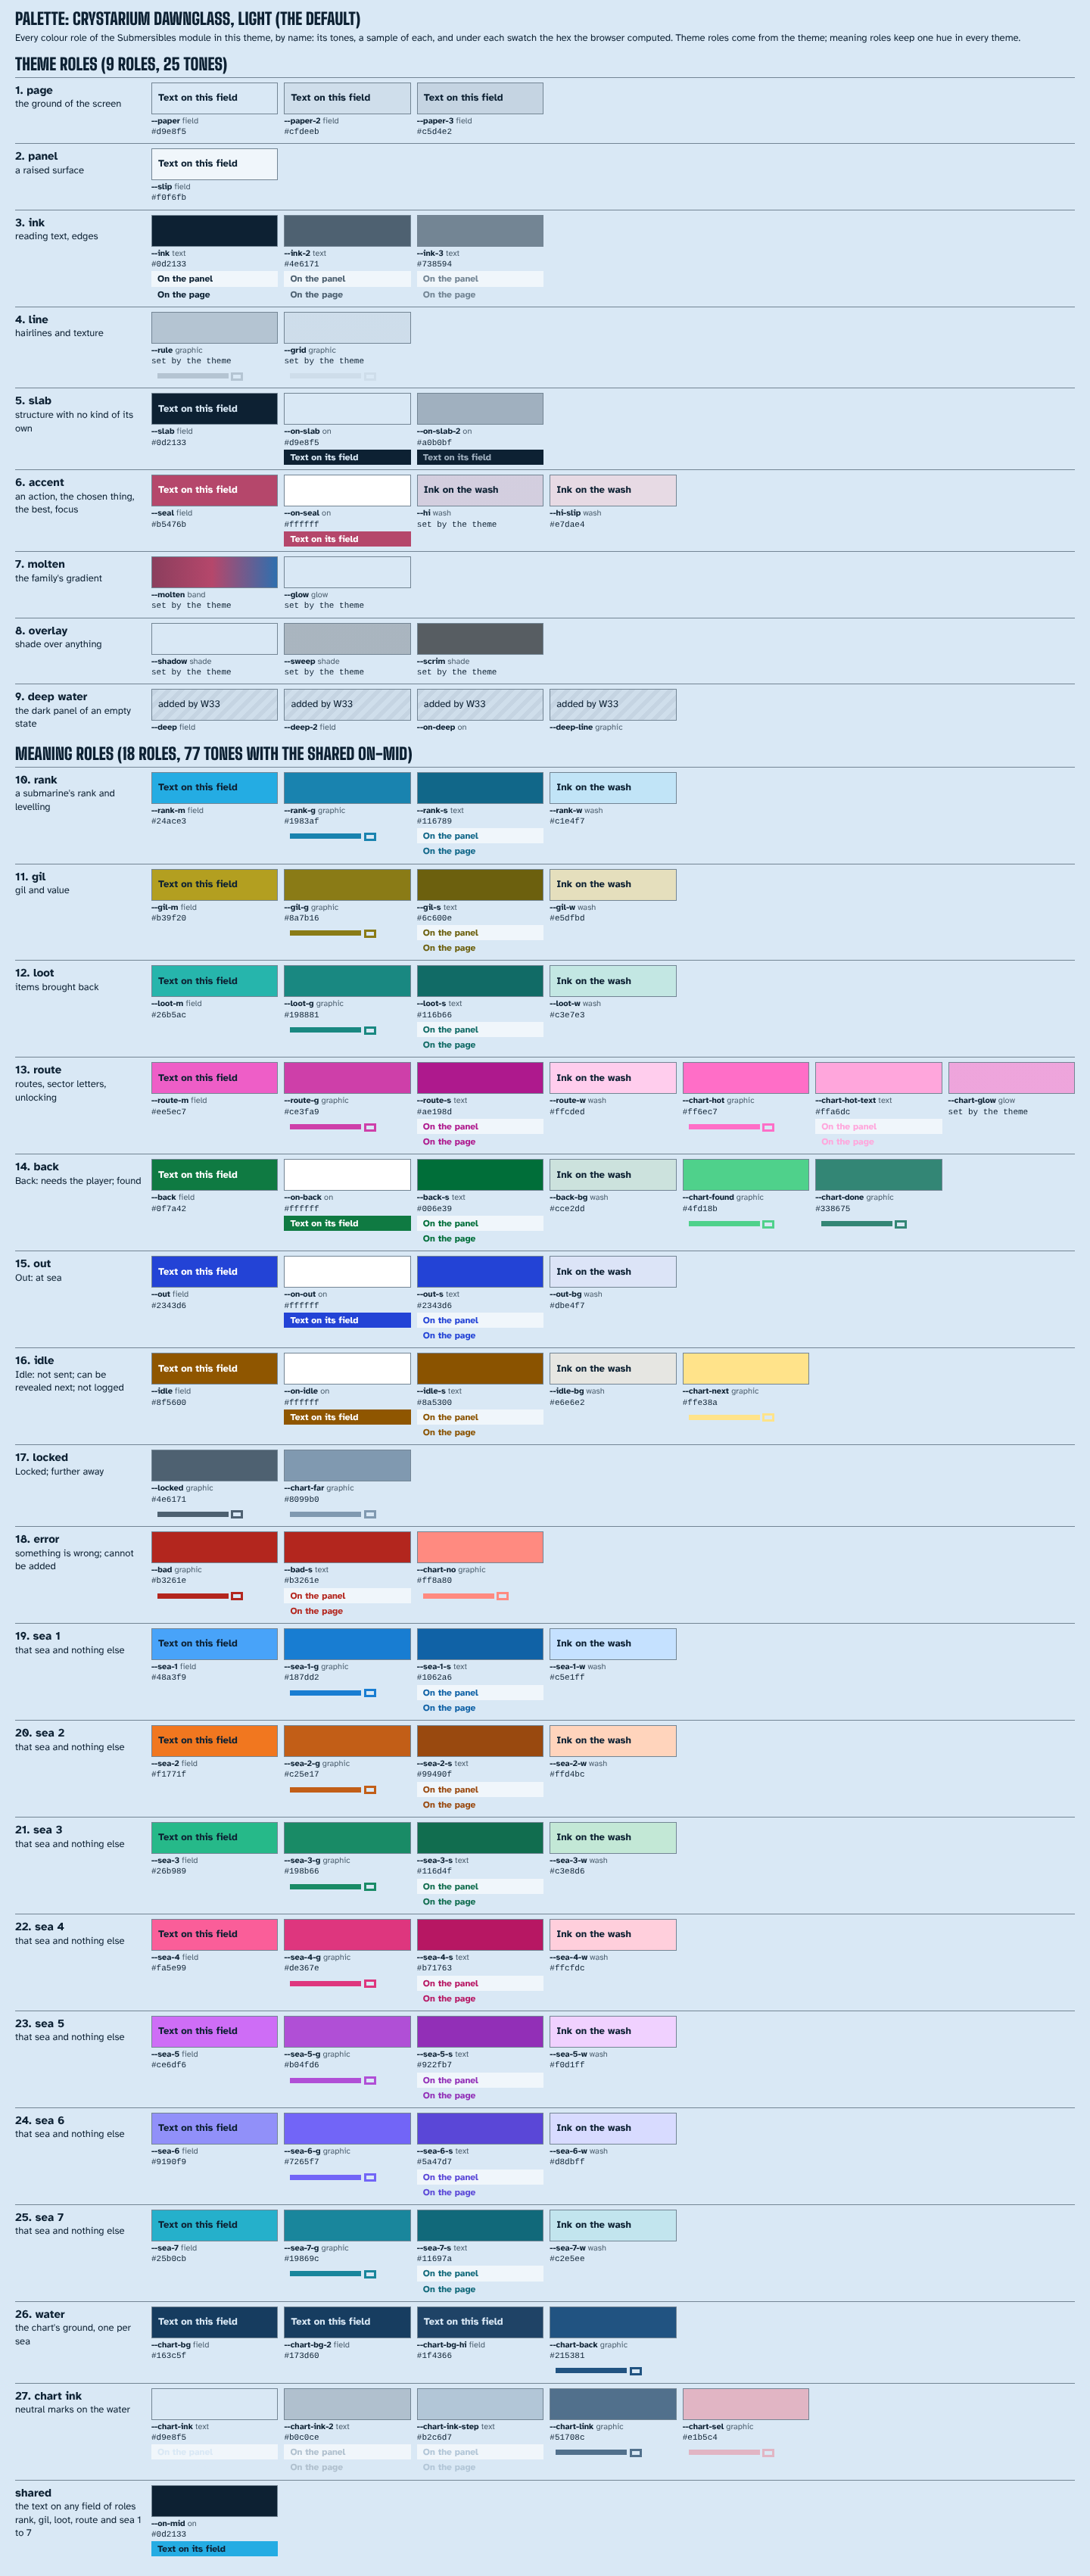 PALETTE: CRYSTARIUM DAWNGLASS, LIGHT (THE DEFAULT)
Every colour role of the Submersibles module in this theme, by name: its tones, a sample of each, and under each swatch the hex the browser computed. Theme roles come from the theme; meaning roles keep one hue in every theme.
THEME ROLES (9 ROLES, 25 TONES)
1. page
the ground of the screen
Text on this field
Text on this field
Text on this field
--paper field
--paper-2 field
--paper-3 field
#d9e8f5
#cfdeeb
#c5d4e2
2. panel
a raised surface
Text on this field
--slip field
#f0f6fb
3. ink
reading text, edges
--ink text
--ink-2 text
--ink-3 text
#0d2133
#4e6171
#738594
On the panel
On the panel
On the panel
On the page
On the page
On the page
4. line
hairlines and texture
--rule graphic
--grid graphic
set by the theme
set by the theme
5. slab
structure with no kind of its
own
Text on this field
--slab field
--on-slab on
--on-slab-2 on
#0d2133
#d9e8f5
#a0b0bf
Text on its field
Text on its field
6. accent
an action, the chosen thing,
the best, focus
Text on this field
Ink on the wash
Ink on the wash
--seal field
--on-seal on
--hi wash
--hi-slip wash
#b5476b
#ffffff
set by the theme
#e7dae4
Text on its field
7. molten
the family's gradient
--molten band
--glow glow
set by the theme
set by the theme
8. overlay
shade over anything
--shadow shade
--sweep shade
--scrim shade
set by the theme
set by the theme
set by the theme
9. deep water
the dark panel of an empty
state
added by W33
added by W33
added by W33
added by W33
--deep field
--deep-2 field
--on-deep on
--deep-line graphic
MEANING ROLES (18 ROLES, 77 TONES WITH THE SHARED ON-MID)
10. rank
a submarine's rank and
levelling
Text on this field
Ink on the wash
--rank-m field
--rank-g graphic
--rank-s text
--rank-w wash
#24ace3
#1983af
#116789
#c1e4f7
On the panel
On the page
11. gil
gil and value
Text on this field
Ink on the wash
--gil-m field
--gil-g graphic
--gil-s text
--gil-w wash
#b39f20
#8a7b16
#6c600e
#e5dfbd
On the panel
On the page
12. loot
items brought back
Text on this field
Ink on the wash
--loot-m field
--loot-g graphic
--loot-s text
--loot-w wash
#26b5ac
#198881
#116b66
#c3e7e3
On the panel
On the page
13. route
routes, sector letters,
unlocking
Text on this field
Ink on the wash
--route-m field
--route-g graphic
--route-s text
--route-w wash
--chart-hot graphic
--chart-hot-text text
--chart-glow glow
#ee5ec7
#ce3fa9
#ae198d
#ffcded
#ff6ec7
#ffa6dc
set by the theme
On the panel
On the panel
On the page
On the page
14. back
Back: needs the player; found
Text on this field
Ink on the wash
--back field
--on-back on
--back-s text
--back-bg wash
--chart-found graphic
--chart-done graphic
#0f7a42
#ffffff
#006e39
#cce2dd
#4fd18b
#338675
Text on its field
On the panel
On the page
15. out
Out: at sea
Text on this field
Ink on the wash
--out field
--on-out on
--out-s text
--out-bg wash
#2343d6
#ffffff
#2343d6
#dbe4f7
Text on its field
On the panel
On the page
16. idle
Idle: not sent; can be
revealed next; not logged
Text on this field
Ink on the wash
--idle field
--on-idle on
--idle-s text
--idle-bg wash
--chart-next graphic
#8f5600
#ffffff
#8a5300
#e6e6e2
#ffe38a
Text on its field
On the panel
On the page
17. locked
Locked; further away
--locked graphic
--chart-far graphic
#4e6171
#8099b0
18. error
something is wrong; cannot
be added
--bad graphic
--bad-s text
--chart-no graphic
#b3261e
#b3261e
#ff8a80
On the panel
On the page
19. sea 1
that sea and nothing else
Text on this field
Ink on the wash
--sea-1 field
--sea-1-g graphic
--sea-1-s text
--sea-1-w wash
#48a3f9
#187dd2
#1062a6
#c5e1ff
On the panel
On the page
20. sea 2
that sea and nothing else
Text on this field
Ink on the wash
--sea-2 field
--sea-2-g graphic
--sea-2-s text
--sea-2-w wash
#f1771f
#c25e17
#99490f
#ffd4bc
On the panel
On the page
21. sea 3
that sea and nothing else
Text on this field
Ink on the wash
--sea-3 field
--sea-3-g graphic
--sea-3-s text
--sea-3-w wash
#26b989
#198b66
#116d4f
#c3e8d6
On the panel
On the page
22. sea 4
that sea and nothing else
Text on this field
Ink on the wash
--sea-4 field
--sea-4-g graphic
--sea-4-s text
--sea-4-w wash
#fa5e99
#de367e
#b71763
#ffcfdc
On the panel
On the page
23. sea 5
that sea and nothing else
Text on this field
Ink on the wash
--sea-5 field
--sea-5-g graphic
--sea-5-s text
--sea-5-w wash
#ce6df6
#b04fd6
#922fb7
#f0d1ff
On the panel
On the page
24. sea 6
that sea and nothing else
Text on this field
Ink on the wash
--sea-6 field
--sea-6-g graphic
--sea-6-s text
--sea-6-w wash
#9190f9
#7265f7
#5a47d7
#d8dbff
On the panel
On the page
25. sea 7
that sea and nothing else
Text on this field
Ink on the wash
--sea-7 field
--sea-7-g graphic
--sea-7-s text
--sea-7-w wash
#25b0cb
#19869c
#11697a
#c2e5ee
On the panel
On the page
26. water
the chart's ground, one per
sea
Text on this field
Text on this field
Text on this field
--chart-bg field
--chart-bg-2 field
--chart-bg-hi field
--chart-back graphic
#163c5f
#173d60
#1f4366
#215381
27. chart ink
neutral marks on the water
--chart-ink text
--chart-ink-2 text
--chart-ink-step text
--chart-link graphic
--chart-sel graphic
#d9e8f5
#b0c0ce
#b2c6d7
#51708c
#e1b5c4
On the panel
On the panel
On the panel
On the page
On the page
shared
the text on any field of roles
rank, gil, loot, route and sea 1
to 7
--on-mid on
#0d2133
Text on its field